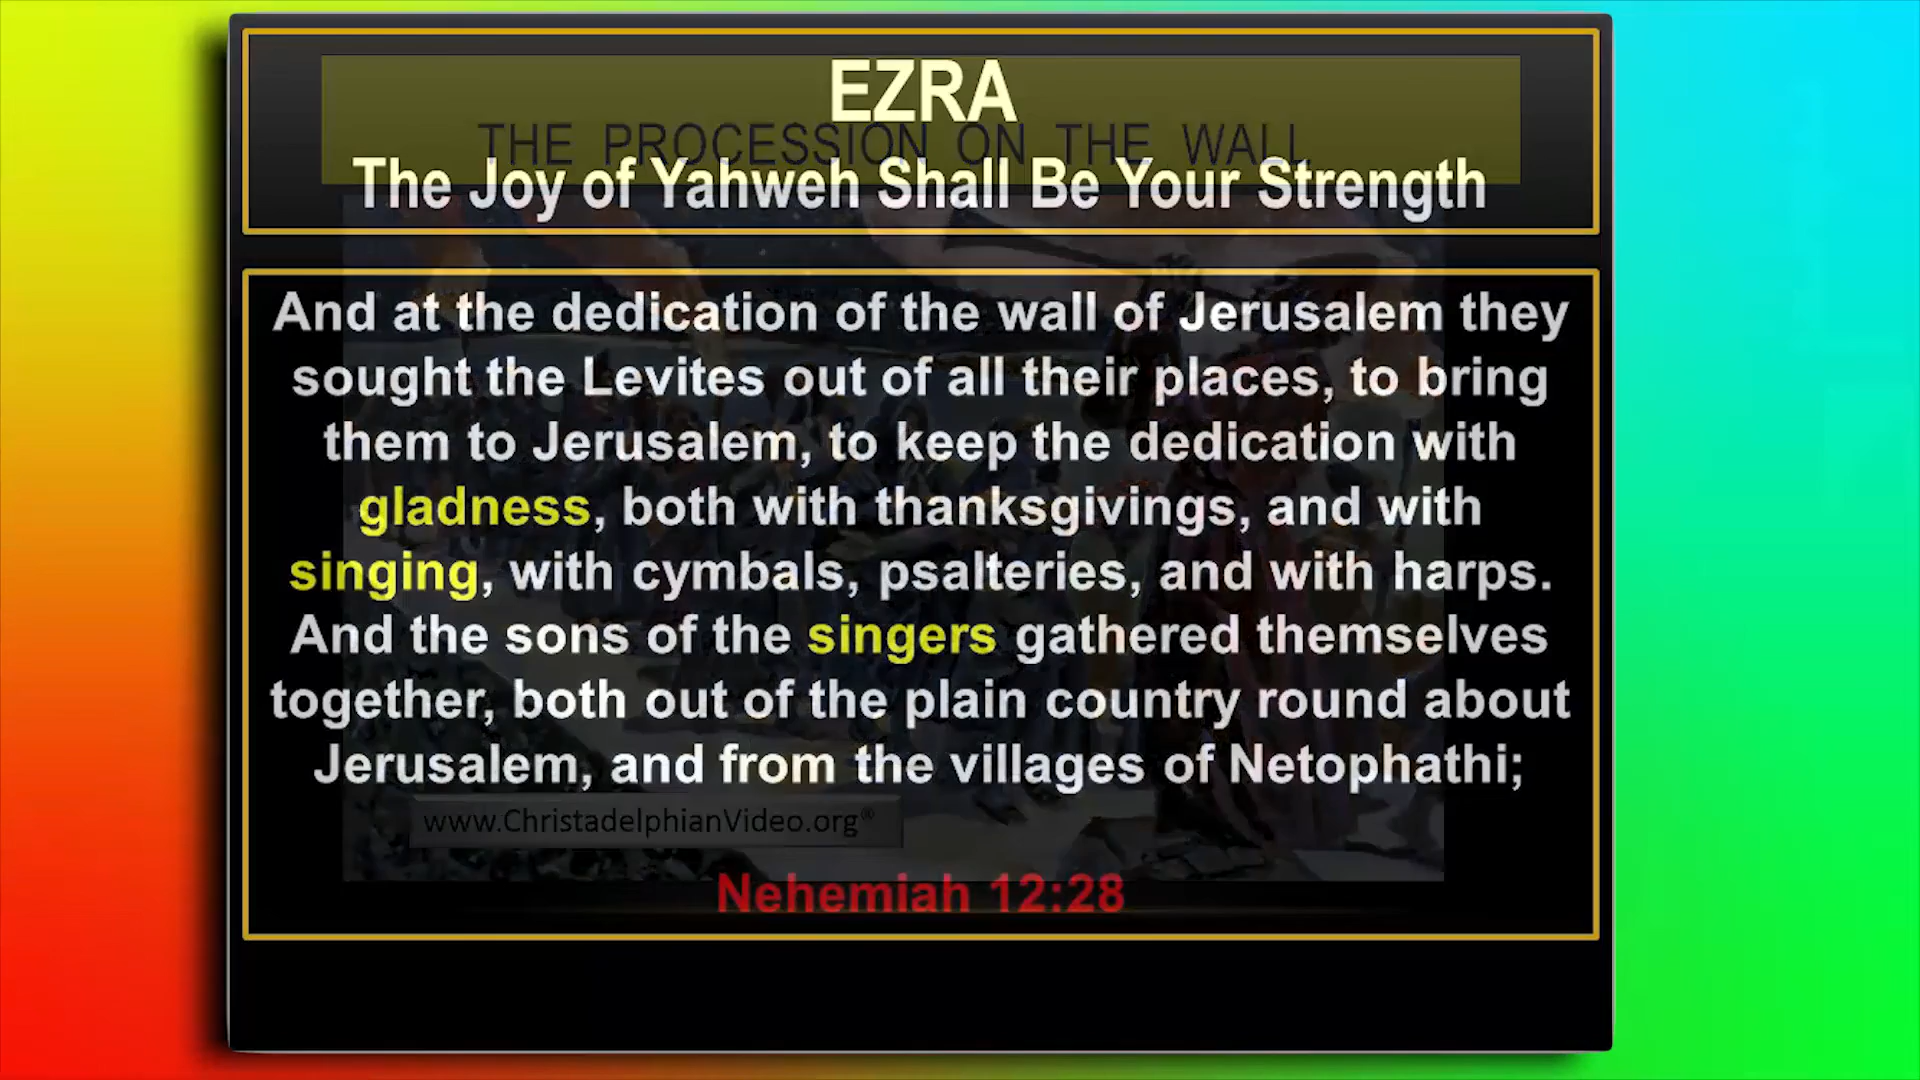 EZRA
THE PROCESSION ON THE WALL
The Joy of Yahweh Shall Be Your Strength
And at the dedication of the wall of Jerusalem they
sought the Levites out of all their places, to bring
them to Jerusalem, to keep the dedication with
gladness, both with thanksgivings, and with
singing, with cymbals, psalteries, and with harps.
And the sons of the singers gathered themselves
together, both out of the plain country round about
Jerusalem, and from the villages of Netophathi;
www.ChristadelphianVideo.org®
Nehemiah 12:28